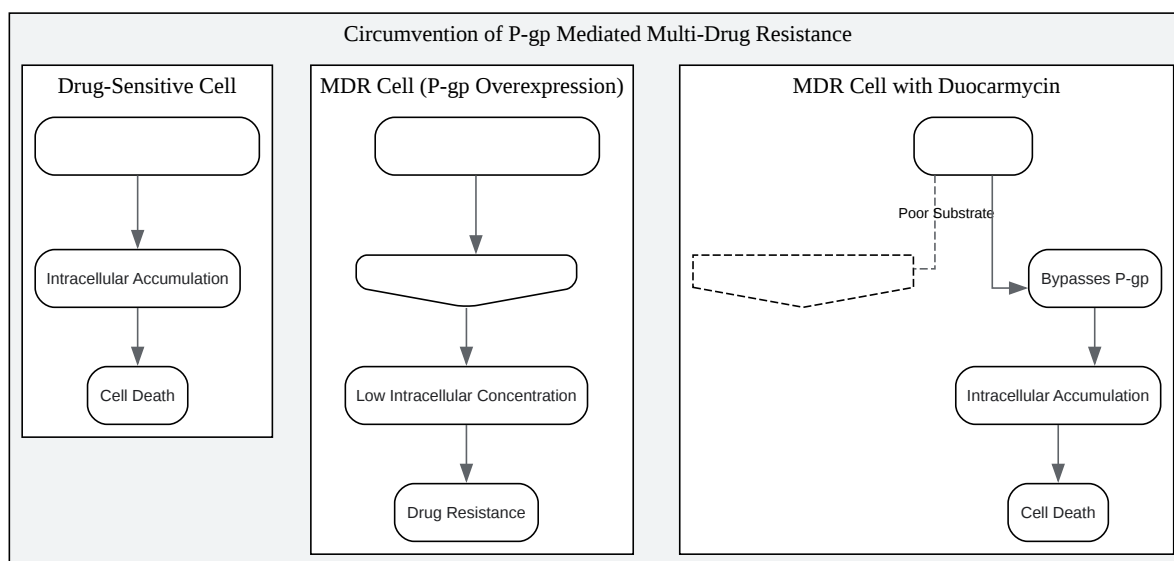 Circumvention of P-gp Mediated Multi-Drug Resistance
Drug-Sensitive Cell
Intracellular Accumulation
Cell Death
MDR Cell (P-gp Overexpression)
Low Intracellular Concentration
Drug Resistance
MDR Cell with Duocarmycin
Poor Substrate
Bypasses P-gp
Intracellular Accumulation
Cell Death